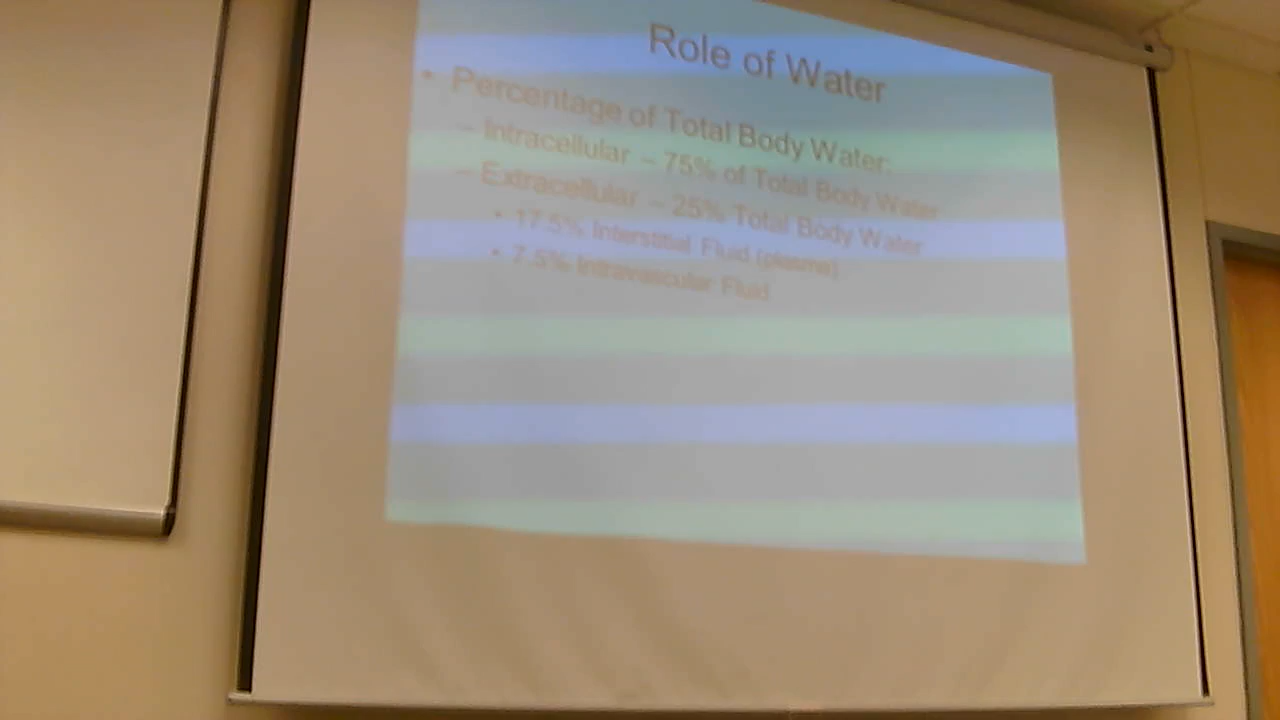 Role of Water
• Percentage of Total Body Water:
– Intracellular – 75% of Total Body Water
– Extracellular – 25% Total Body Water
• 17.5% Interstitial Fluid (plasma)
• 7.5% Intravascular Fluid